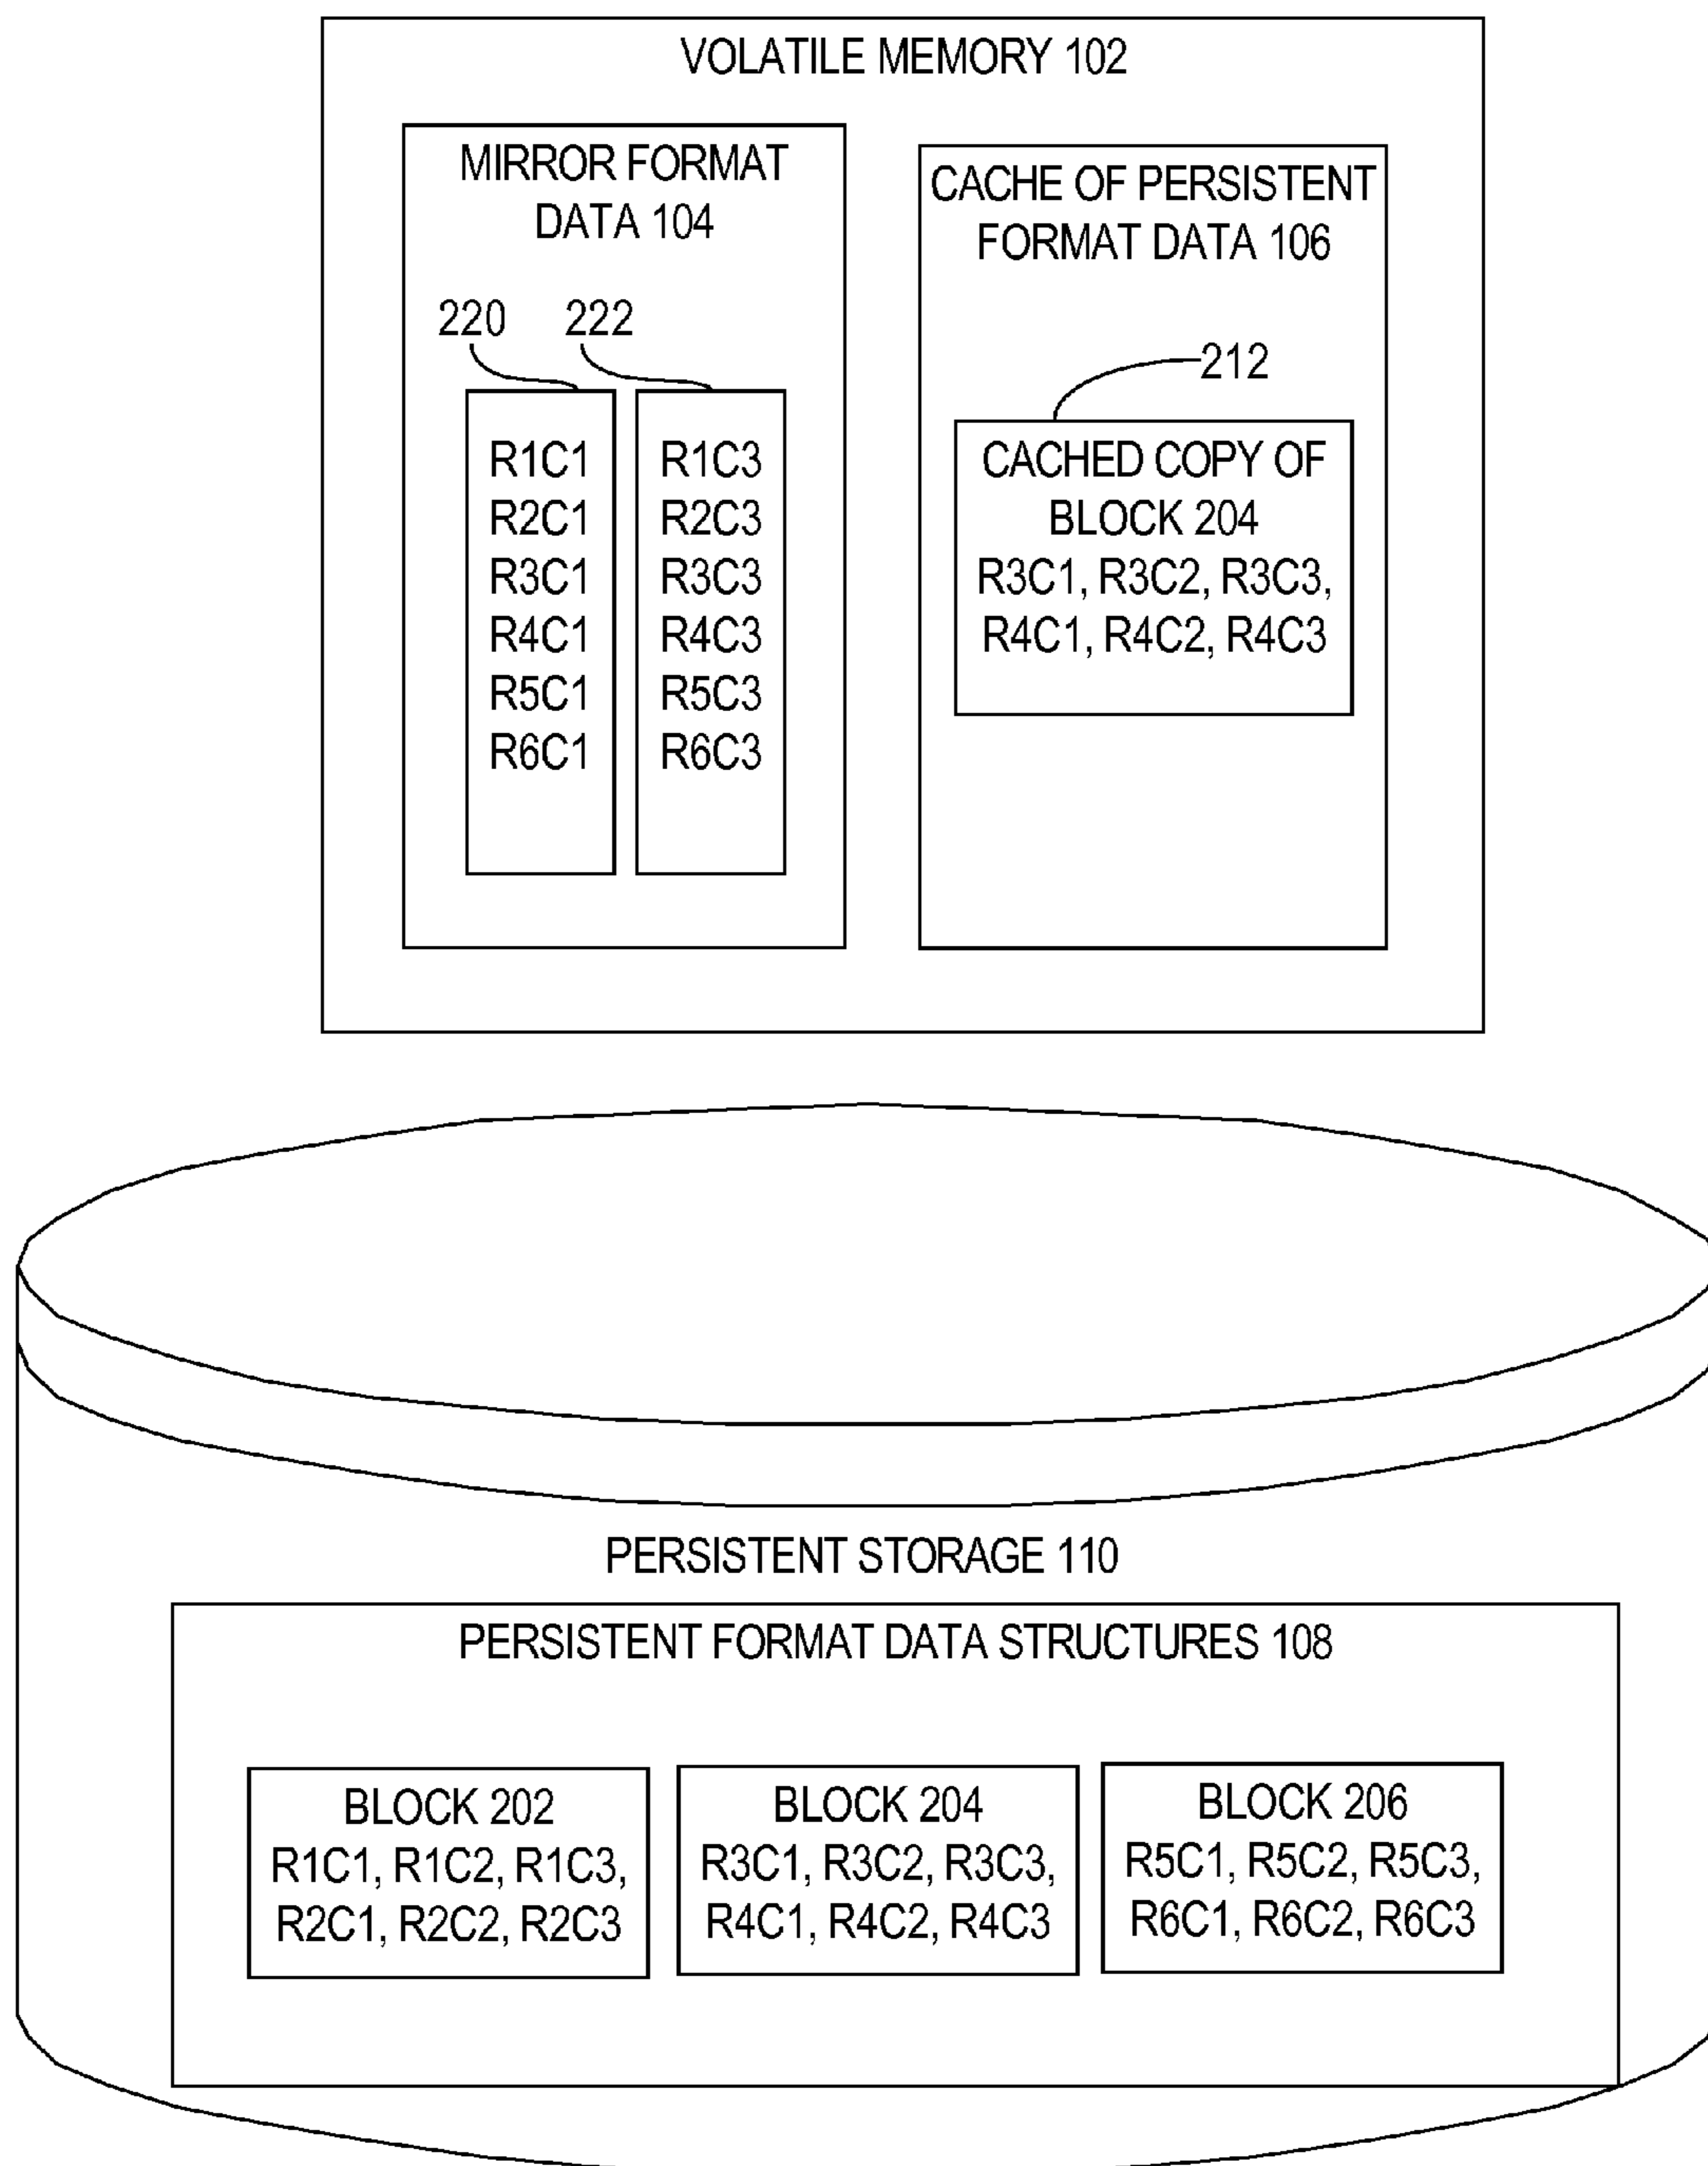 VOLATILE MEMORY 102
MIRROR FORMAT
DATA 104
220
222
R1C1
R2C1
R3C1
R4C1
R5C1
R6C1
R1C3
R2C3
R3C3
R4C3
R5C3
R6C3
CACHE OF PERSISTENT
FORMAT DATA 106
212
CACHED COPY OF
BLOCK 204
R3C1, R3C2, R3C3,
R4C1, R4C2, R4C3
PERSISTENT STORAGE 110
PERSISTENT FORMAT DATA STRUCTURES 108
BLOCK 202
R1C1, R1C2, R1C3,
R2C1, R2C2, R2C3
BLOCK 204
R3C1, R3C2, R3C3,
R4C1, R4C2, R4C3
BLOCK 206
R5C1, R5C2, R5C3,
R6C1, R6C2, R6C3